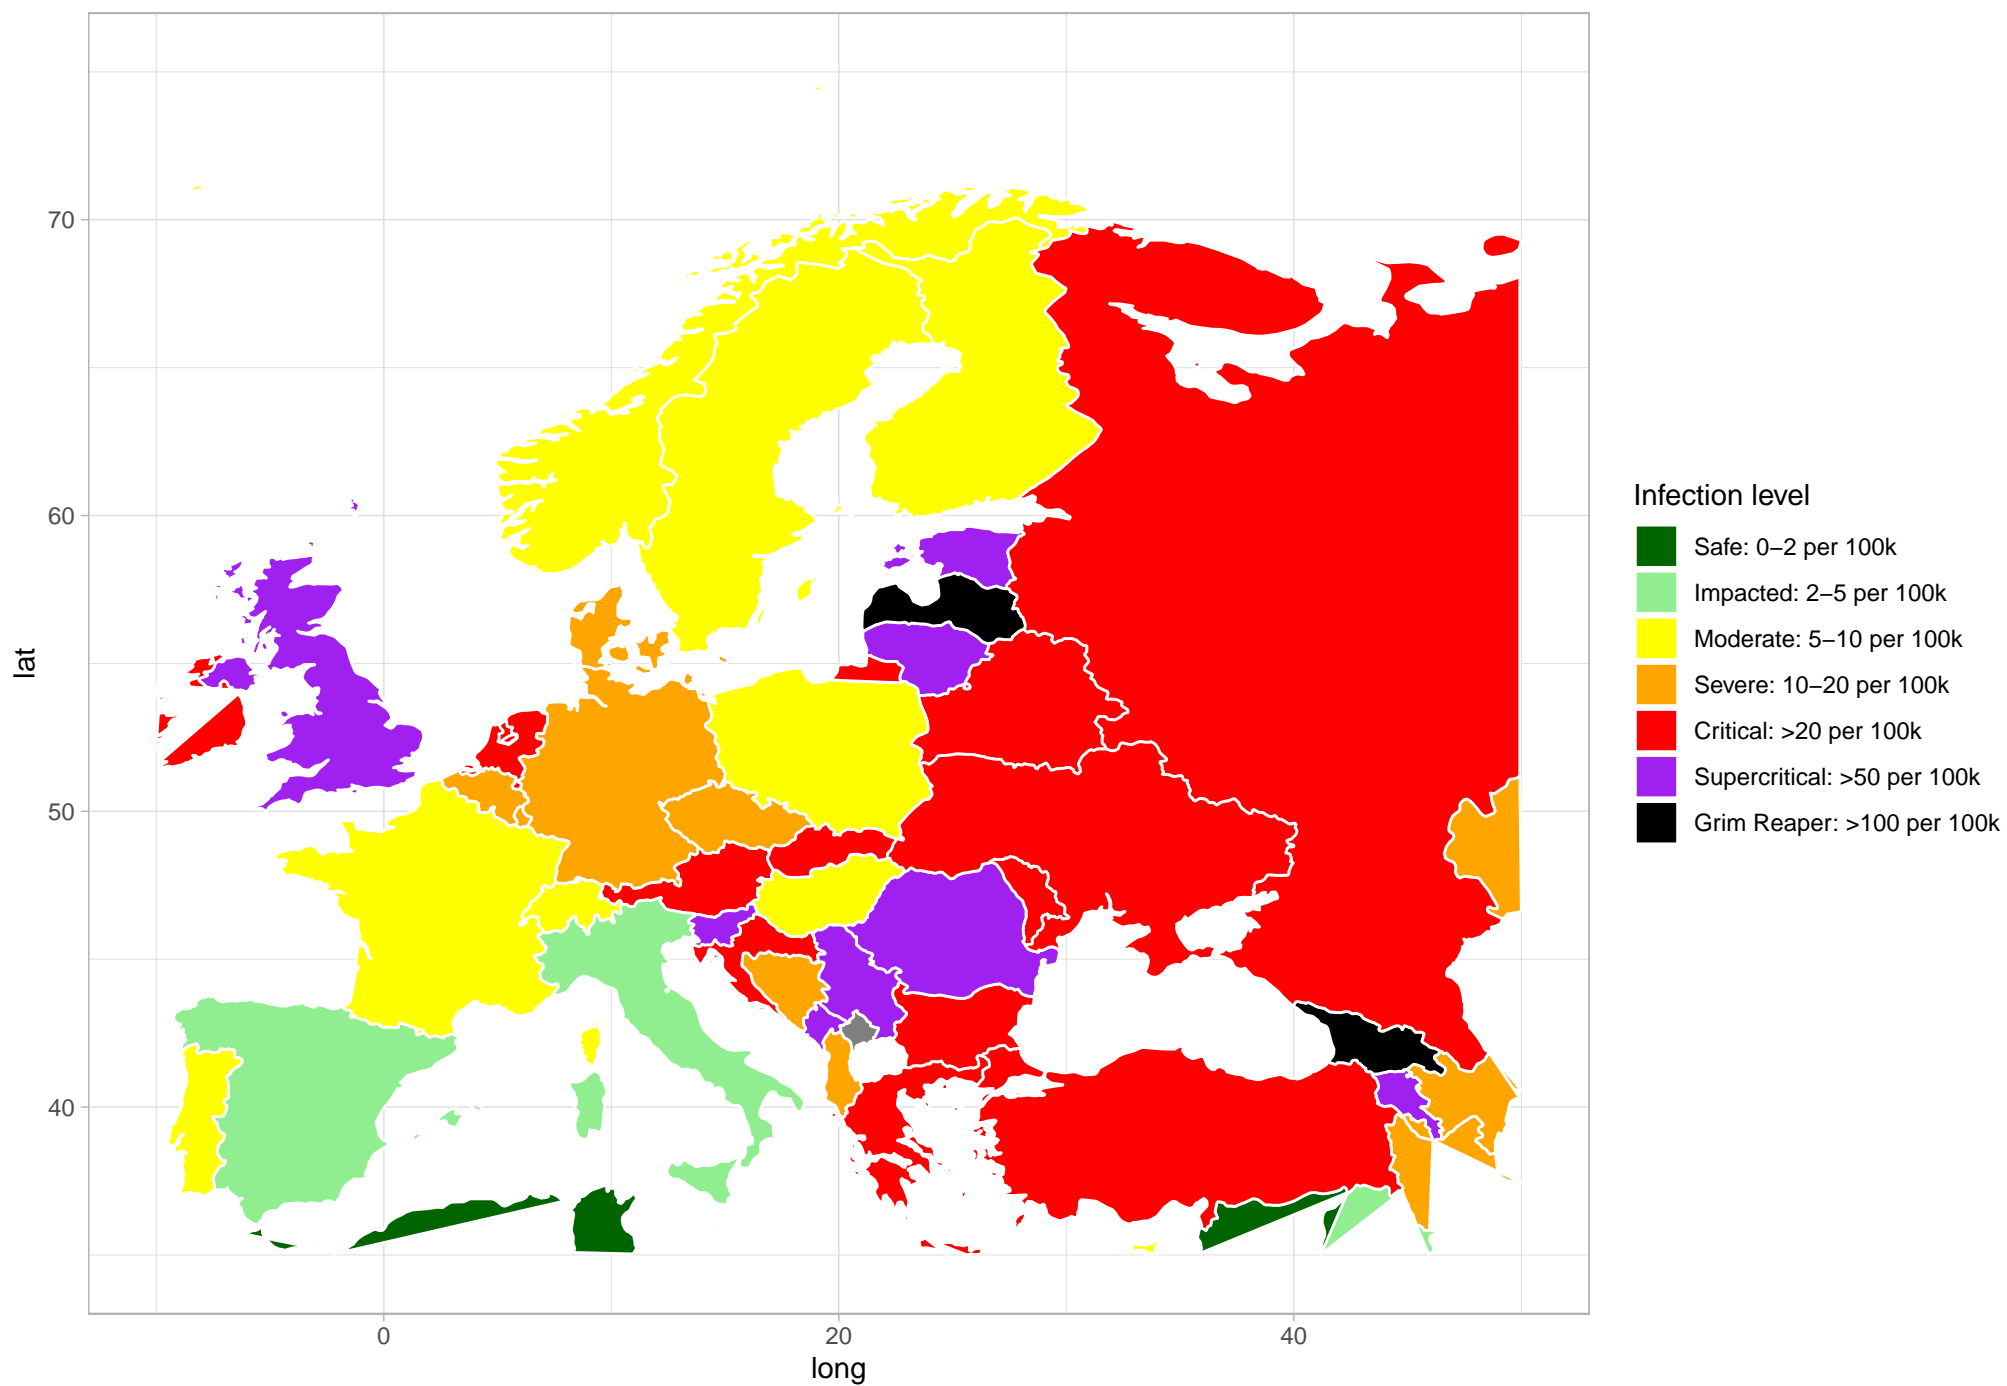 70
60
50
40
lat
0
20
40
long
Infection level
Safe: 0−2 per 100k
Impacted: 2−5 per 100k
Moderate: 5−10 per 100k
Severe: 10−20 per 100k
Critical: >20 per 100k
Supercritical: >50 per 100k
Grim Reaper: >100 per 100k